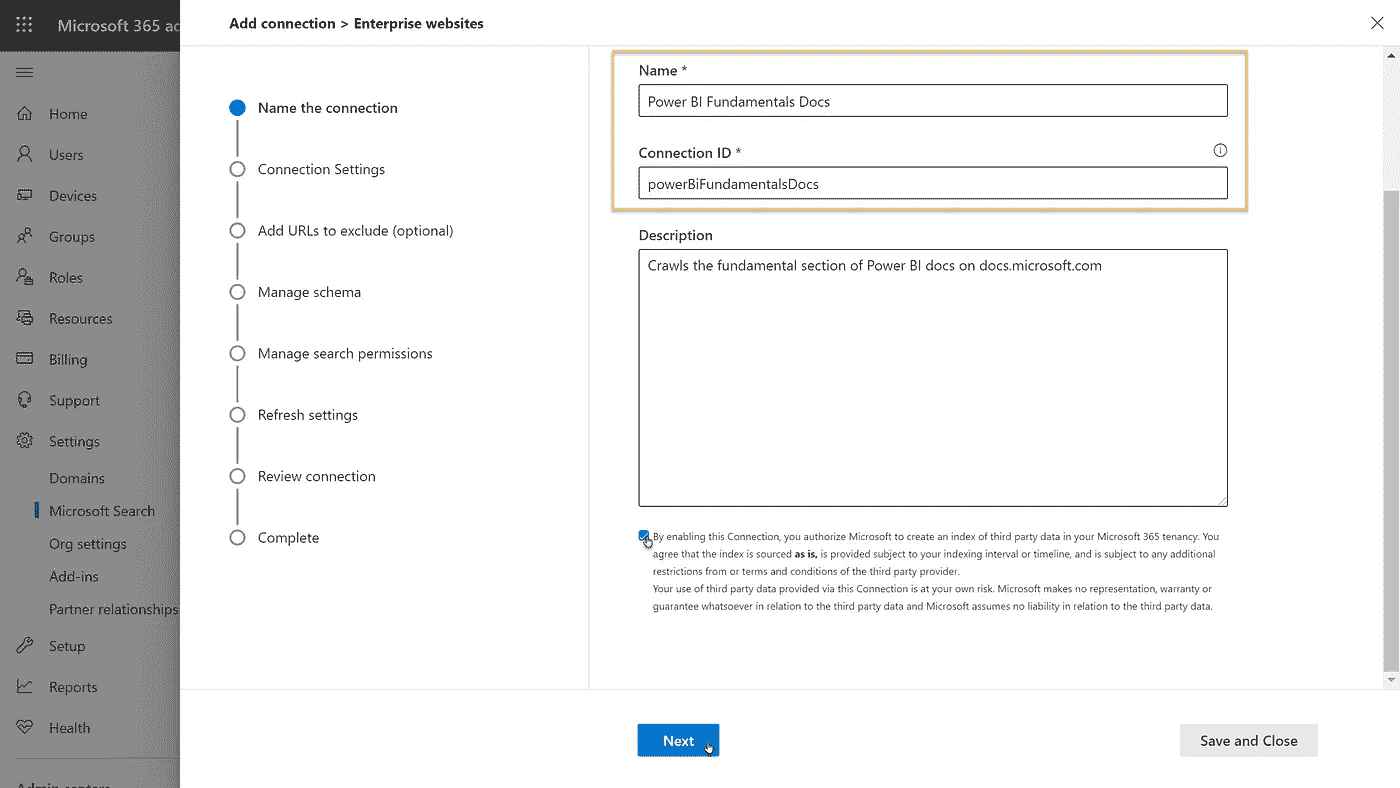 Microsoft 365 ad
Home
Users
Devices
Groups
Roles
Resources
Billing
Support
Settings
Domains
Microsoft Search
Org settings
Add-ins
Partner relationships
Setup
Reports
Health
Add connection > Enterprise websites
Name the connection
Connection Settings
Add URLs to exclude (optional)
Manage schema
Manage search permissions
Refresh settings
Review connection
Complete
Name *
Power BI Fundamentals Docs
Connection ID *
powerBiFundamentalsDocs
Description
Crawls the fundamental section of Power BI docs on docs.microsoft.com
By enabling this Connection, you authorize Microsoft to create an index of third party data in your Microsoft 365 tenancy. You
agree that the index is sourced as is, is provided subject to your indexing interval or timeline, and is subject to any additional
restrictions from or terms and conditions of the third party provider.
Your use of third party data provided via this Connection is at your own risk. Microsoft makes no representation, warranty or
guarantee whatsoever in relation to the third party data and Microsoft assumes no liability in relation to the third party data.
Next
Save and Close